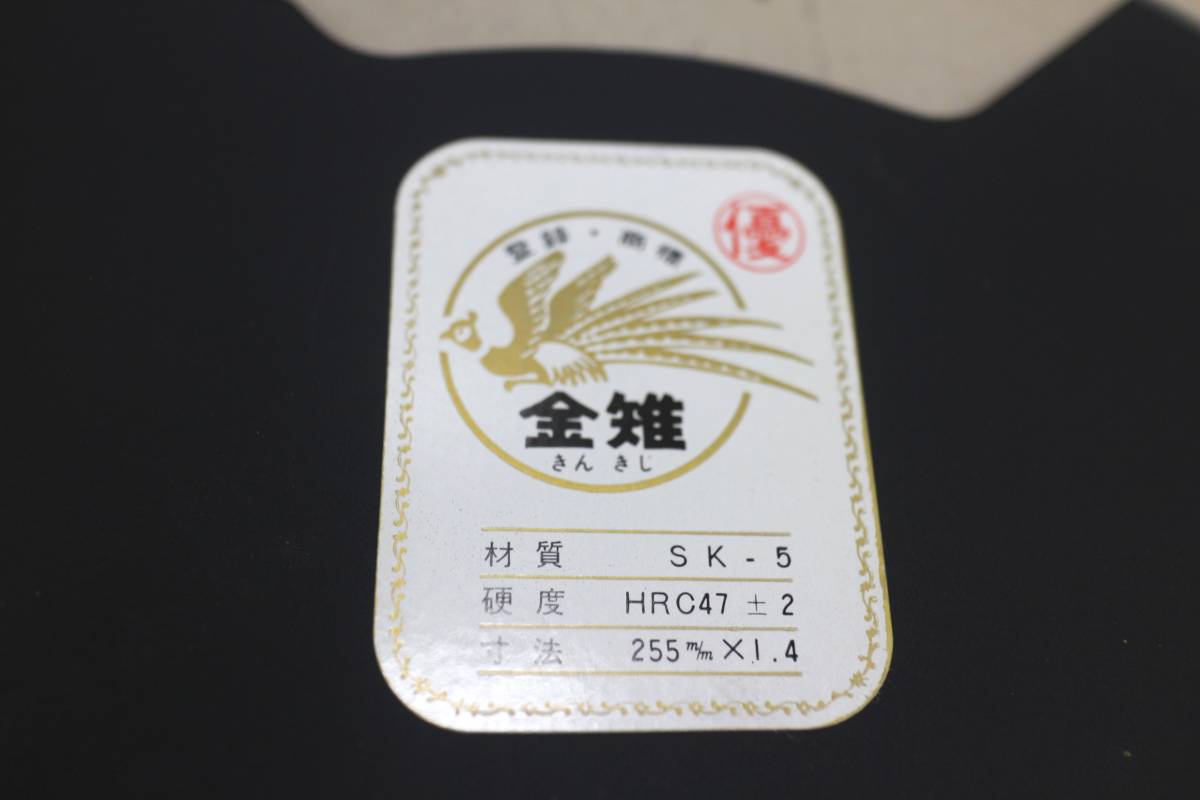 優
登録・商標
金雉
きんきじ
材質 SK-5
硬度 HRC47 ± 2
寸法 255m/m×1.4